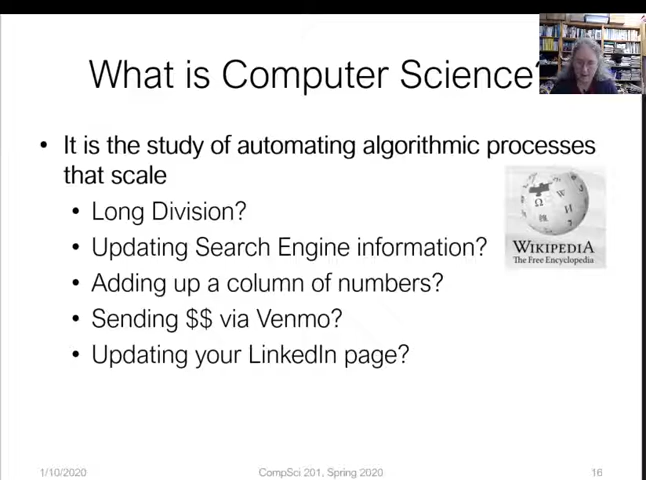 What is Computer Science?
• It is the study of automating algorithmic processes
that scale
• Long Division?
• Updating Search Engine information?
• Adding up a column of numbers?
• Sending $$ via Venmo?
• Updating your LinkedIn page?
WIKIPEDIA
The Free Encyclopedia
1/10/2020
CompSci 201, Spring 2020
16